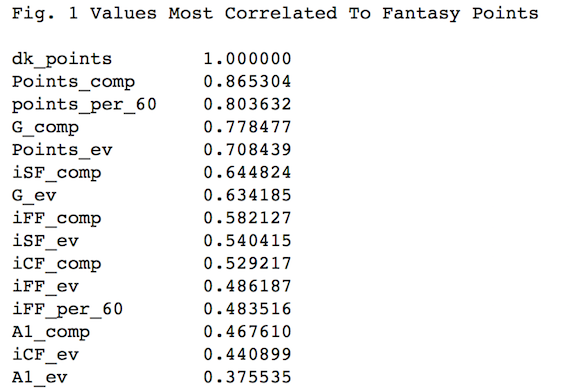 Fig. 1 Values Most Correlated To Fantasy Points
dk_points 1.000000
Points_comp 0.865304
points_per_60 0.803632
G_comp 0.778477
Points_ev 0.708439
iSF_comp 0.644824
G_ev 0.634185
iFF_comp 0.582127
iSF_ev 0.540415
iCF_comp 0.529217
iFF_ev 0.486187
iFF_per_60 0.483516
A1_comp 0.467610
iCF_ev 0.440899
A1_ev 0.375535